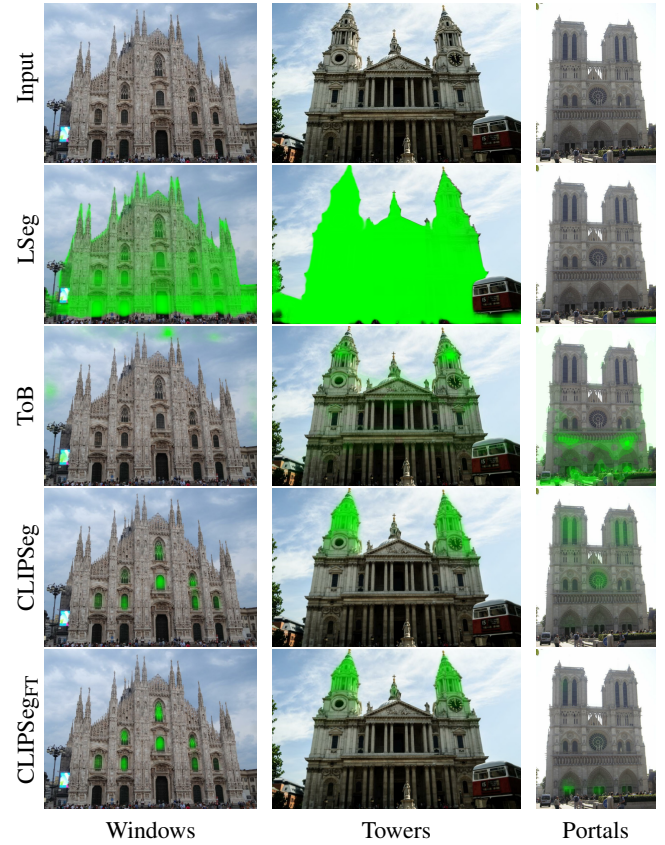 Input
LSeg
ToB
CLIPSeg
CLIPSegFT
Windows
Towers
Portals